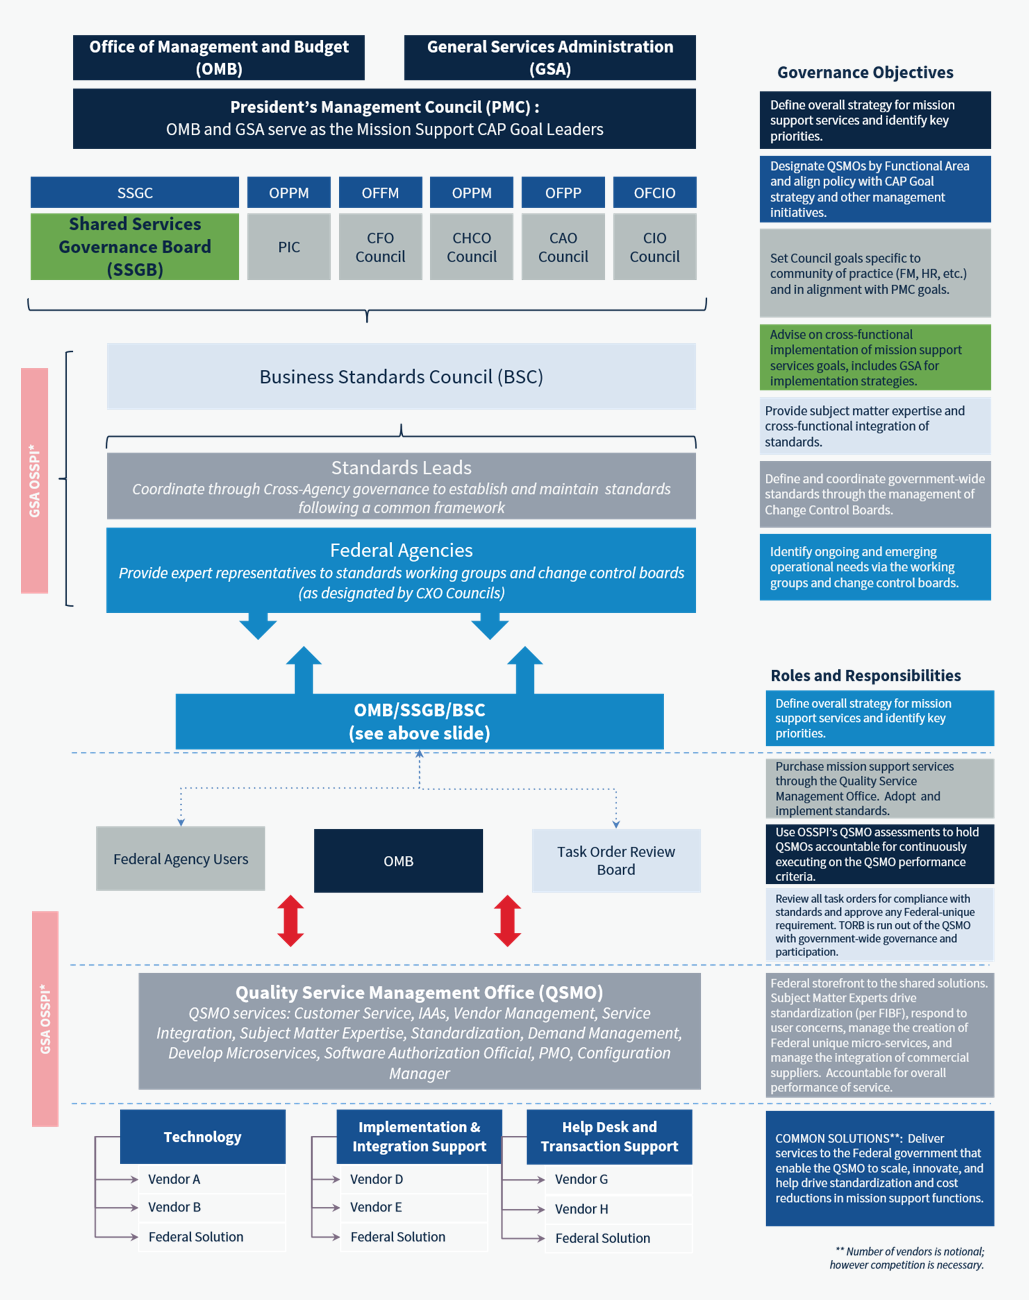 Office of Management and Budget
(OMB)
General Services Administration
(GSA)
President's Management Council (PMC) :
OMB and GSA serve as the Mission Support CAP Goal Leaders
SSGC
OPPM
OFFM
OPPM
OFPP
OFCIO
Shared Services
Governance Board
(SSGB)
PIC
CFO
Council
CHCO
Council
CAO
Council
CIO
Council
GSA OSSPI*
Business Standards Council (BSC)
Standards Leads
Coordinate through Cross-Agency governance to establish and maintain standards
following a common framework
Federal Agencies
Provide expert representatives to standards working groups and change control boards
(as designated by CXO Councils)
Governance Objectives
Define overall strategy for mission
support services and identify key
priorities.
Designate QSMOs by Functional Area
and align policy with CAP Goal
strategy and other management
initiatives.
Set Council goals specific to
community of practice (FM, HR, etc.)
and in alignment with PMC goals.
Advise on cross-functional
implementation of mission support
services goals, includes GSA for
implementation strategies.
Provide subject matter expertise and
cross-functional integration of
standards.
Define and coordinate government-wide
standards through the management of
Change Control Boards.
Identify ongoing and emerging
operational needs via the working
groups and change control boards.
OMB/SSGB/BSC
(see above slide)
Federal Agency Users
OMB
Task Order Review
Board
GSA OSSPI*
Quality Service Management Office (QSMO)
QSMO services: Customer Service, IAAs, Vendor Management, Service
Integration, Subject Matter Expertise, Standardization, Demand Management,
Develop Microservices, Software Authorization Official, PMO, Configuration
Manager
Technology
Vendor A
Vendor B
Federal Solution
Implementation &
Integration Support
Vendor D
Vendor E
Federal Solution
Help Desk and
Transaction Support
Vendor G
Vendor H
Federal Solution
Roles and Responsibilities
Define overall strategy for mission
support services and identify key
priorities.
Purchase mission support services
through the Quality Service
Management Office. Adopt and
implement standards.
Use OSSPI's QSMO assessments to hold
QSMOs accountable for continuously
executing on the QSMO performance
criteria.
Review all task orders for compliance with
standards and approve any Federal-unique
requirement. TORB is run out of the QSMO
with government-wide governance and
participation.
Federal storefront to the shared solutions.
Subject Matter Experts drive
standardization (per FIBF), respond to
user concerns, manage the creation of
Federal unique micro-services, and
manage the integration of commercial
suppliers. Accountable for overall
performance of service.
COMMON SOLUTIONS**: Deliver
services to the Federal government that
enable the QSMO to scale, innovate, and
help drive standardization and cost
reductions in mission support functions.
** Number of vendors is notional;
however competition is necessary.